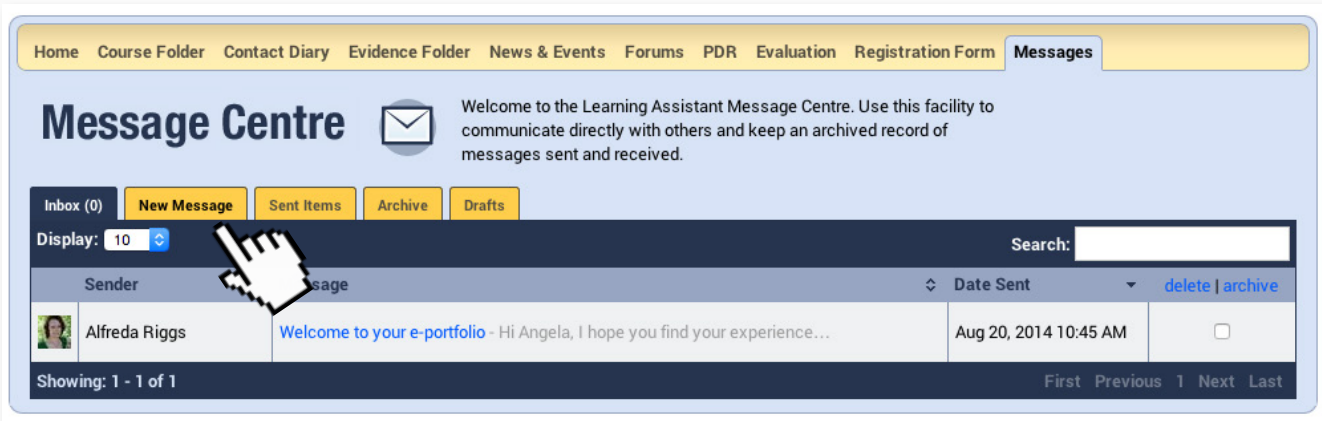 Home Course Folder Contact Diary Evidence Folder News & Events Forums PDR Evaluation Registration Form Messages
Message Centre
Welcome to the Learning Assistant Message Centre. Use this facility to
communicate directly with others and keep an archived record of
messages sent and received.
Inbox (0) New Message Sent Items Archive Drafts
Display: 10 Search:
Sender Date Sent delete | archive
Alfreda Riggs Welcome to your e-portfolio - Hi Angela, I hope you find your experience... Aug 20, 2014 10:45 AM
Showing: 1 - 1 of 1 First Previous 1 Next Last